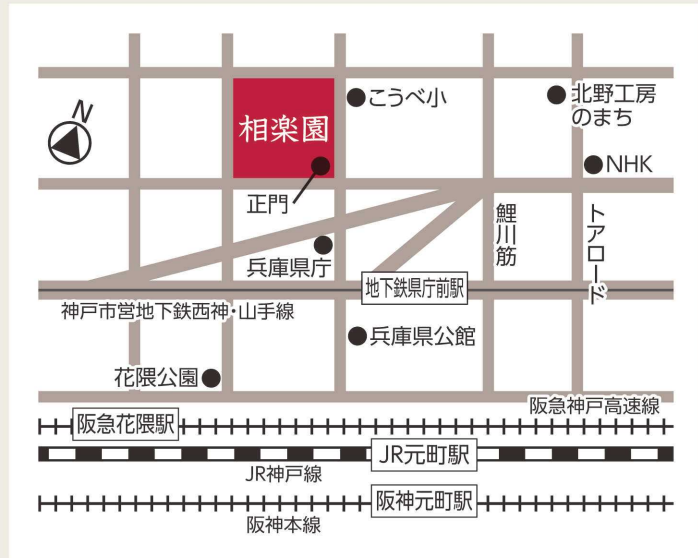 N
相楽園
こうべ小
北野工房
のまち
NHK
正門
鯉川筋
トアロード
兵庫県庁
地下鉄県庁前駅
神戸市営地下鉄西神・山手線
兵庫県公館
花隈公園
阪急神戸高速線
阪急花隈駅
JR元町駅
JR神戸線
阪神元町駅
阪神本線